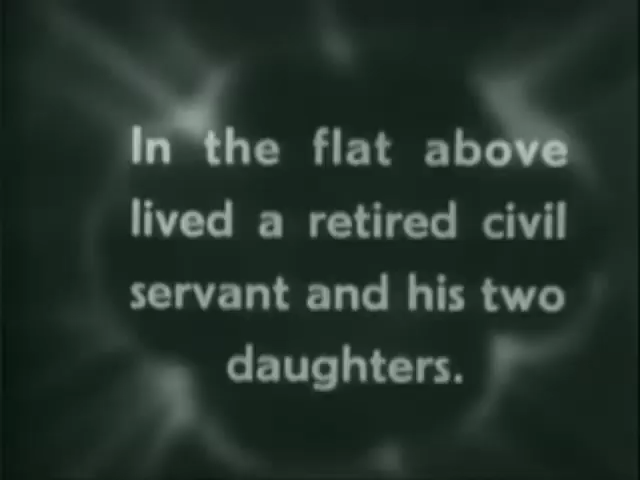 In the flat above
lived a retired civil
servant and his two
daughters.